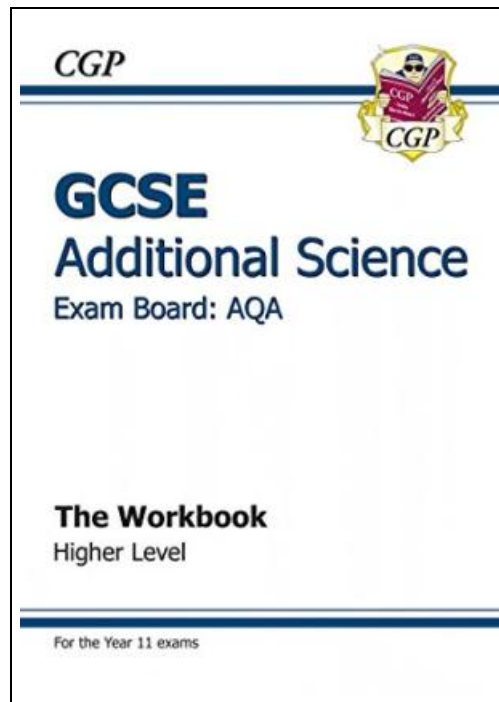 CGP
CGP
CGP
GCSE
Additional Science
Exam Board: AQA
The Workbook
Higher Level
For the Year 11 exams